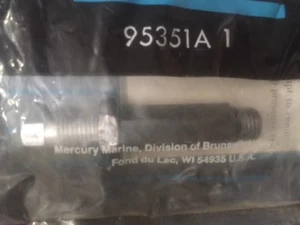 95351A 1
Mercury Marine, Division of Bruns
Fond du Lac, WI 54935 U.S.A.